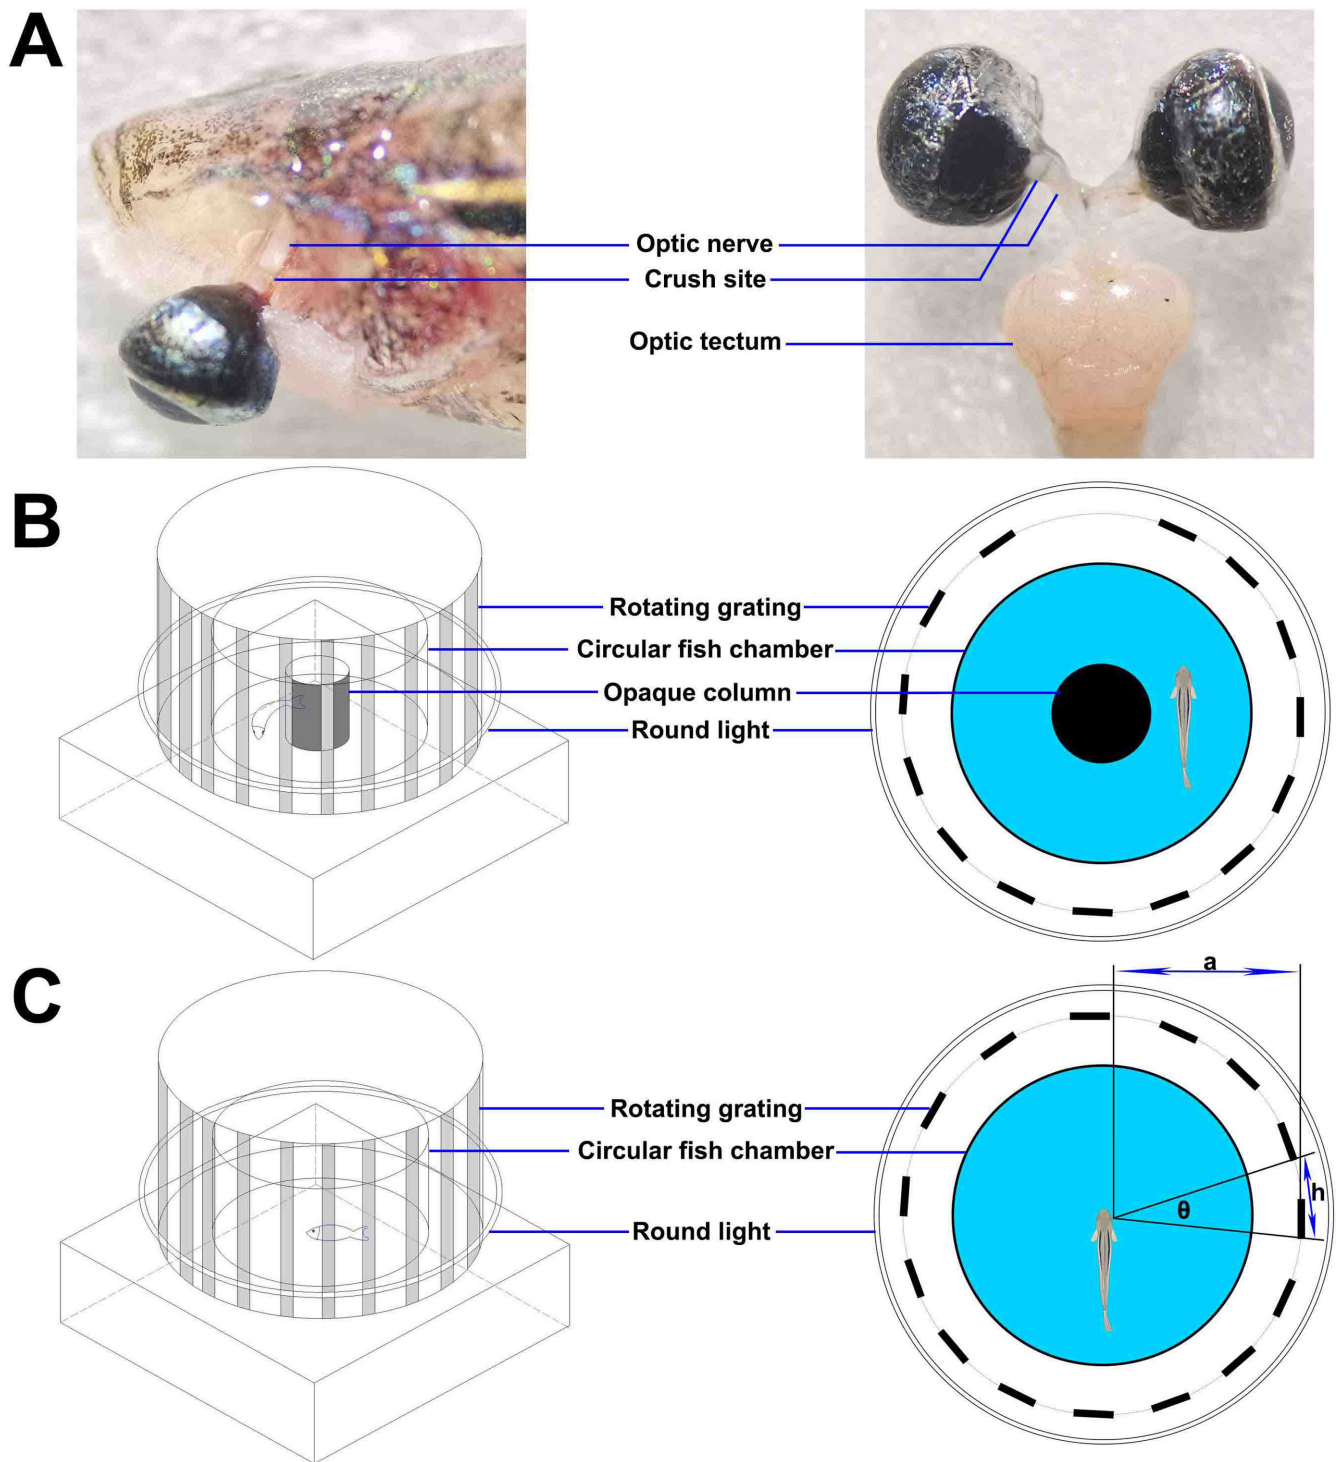 A
Optic nerve
Crush site
Optic tectum
B
Rotating grating
Circular fish chamber
Opaque column
Round light
C
a
Rotating grating
Circular fish chamber
θ
h
Round light